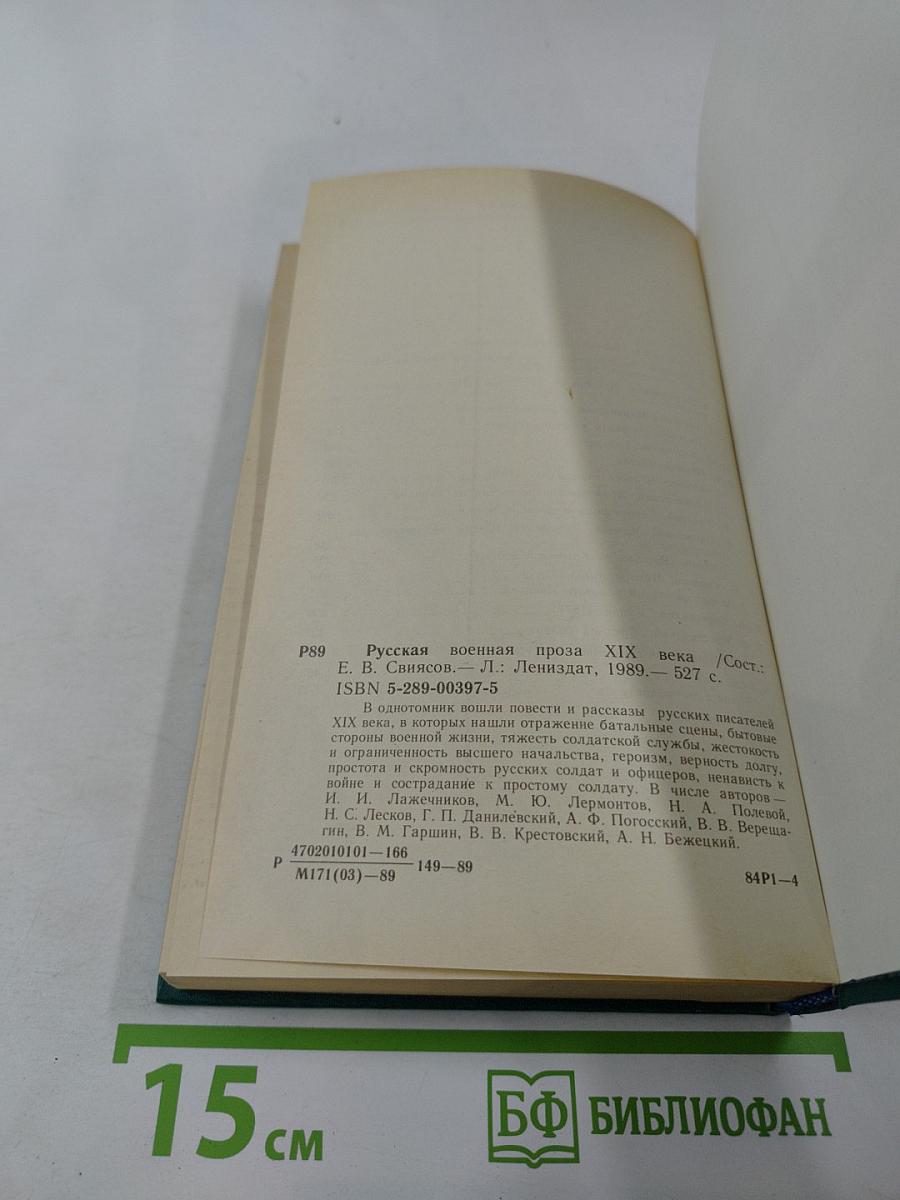 Р89 Русская военная проза XIX века /Сост.:
Е. В. Свиясов.— Л.: Лениздат, 1989.— 527 с.
ISBN 5-289-00397-5
В однотомник вошли повести и рассказы русских писателей
XIX века, в которых нашли отражение батальные сцены, бытовые
стороны военной жизни, тяжесть солдатской службы, жестокость
и ограниченность высшего начальства, героизм, верность долгу,
простота и скромность русских солдат и офицеров, ненависть к
войне и сострадание к простому солдату. В числе авторов —
И. И. Лажечников, М. Ю. Лермонтов, Н. А. Полевой,
Н. С. Лесков, Г. П. Данилевский, А. Ф. Погосский, В. В. Вереща-
гин, В. М. Гаршин, В. В. Крестовский, А. Н. Бежецкий.
Р 4702010101—166
М171(03)—89 149—89
84Р1—4
15 см
БФ БИБЛИОФАН